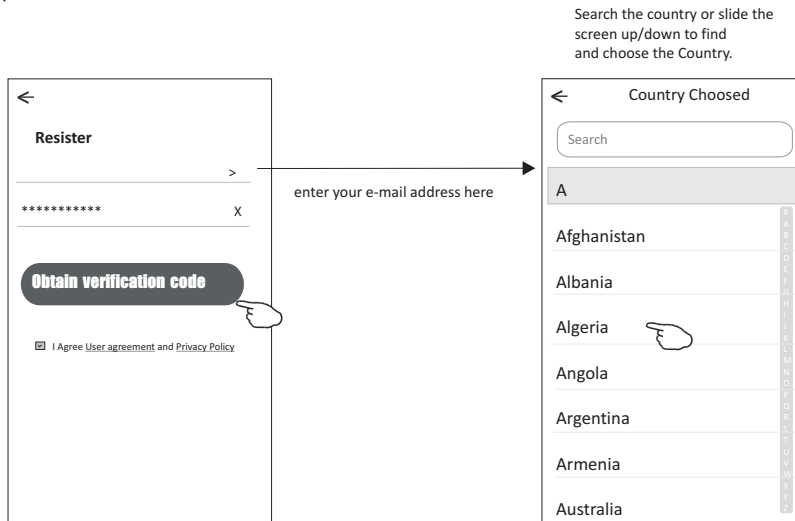 Search the country or slide the
screen up/down to find
and choose the Country.
Resister
>
enter your e-mail address here
*********** X
Obtain verification code
I Agree User agreement and Privacy Policy
Country Choosed
Search
A
Afghanistan
Albania
Algeria
Angola
Argentina
Armenia
Australia
#
A
B
C
D
E
F
G
H
I
J
K
L
M
N
O
P
Q
R
S
T
U
V
W
X
Y
Z